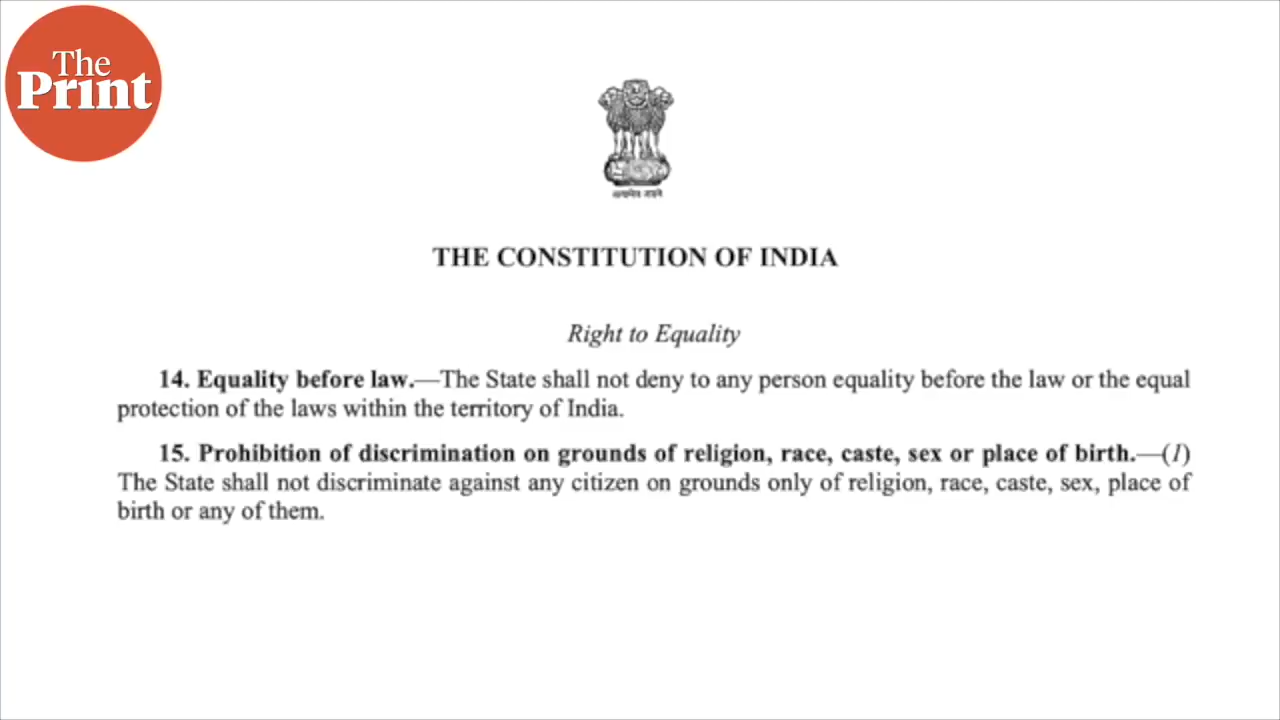 The
Print
सत्यमेव जयते
THE CONSTITUTION OF INDIA
Right to Equality
14. Equality before law.—The State shall not deny to any person equality before the law or the equal
protection of the laws within the territory of India.
15. Prohibition of discrimination on grounds of religion, race, caste, sex or place of birth.—(1)
The State shall not discriminate against any citizen on grounds only of religion, race, caste, sex, place of
birth or any of them.